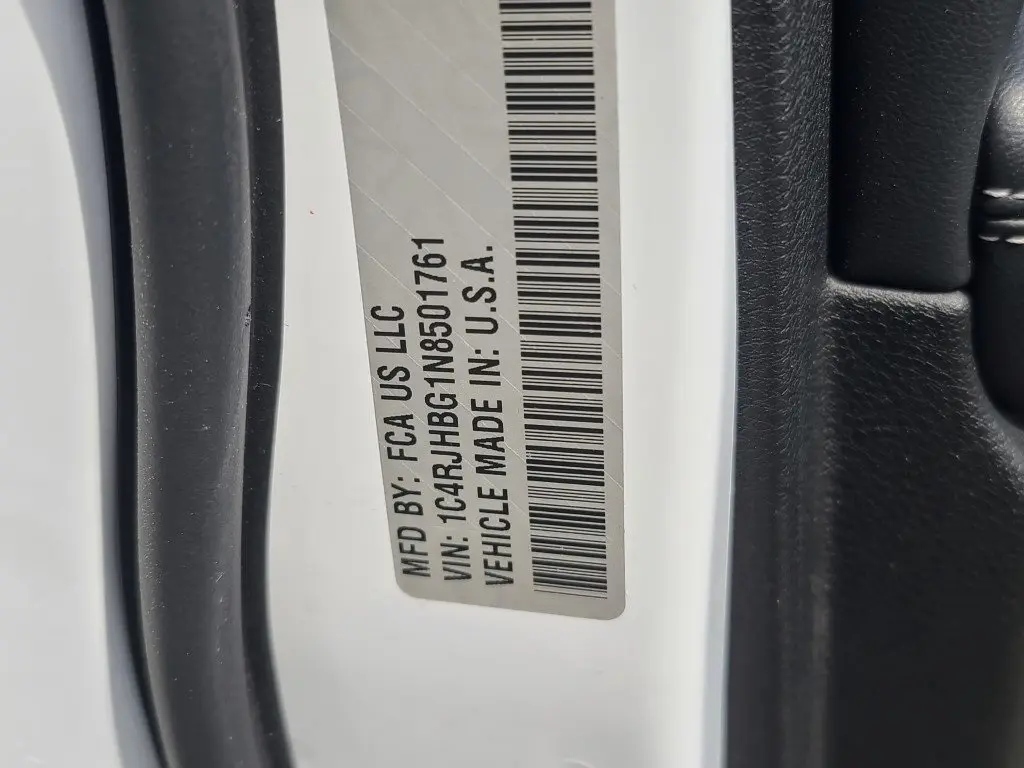 MFD BY: FCA US LLC
VIN: 1C4RJHBG1N8501761
VEHICLE MADE IN: U.S.A.